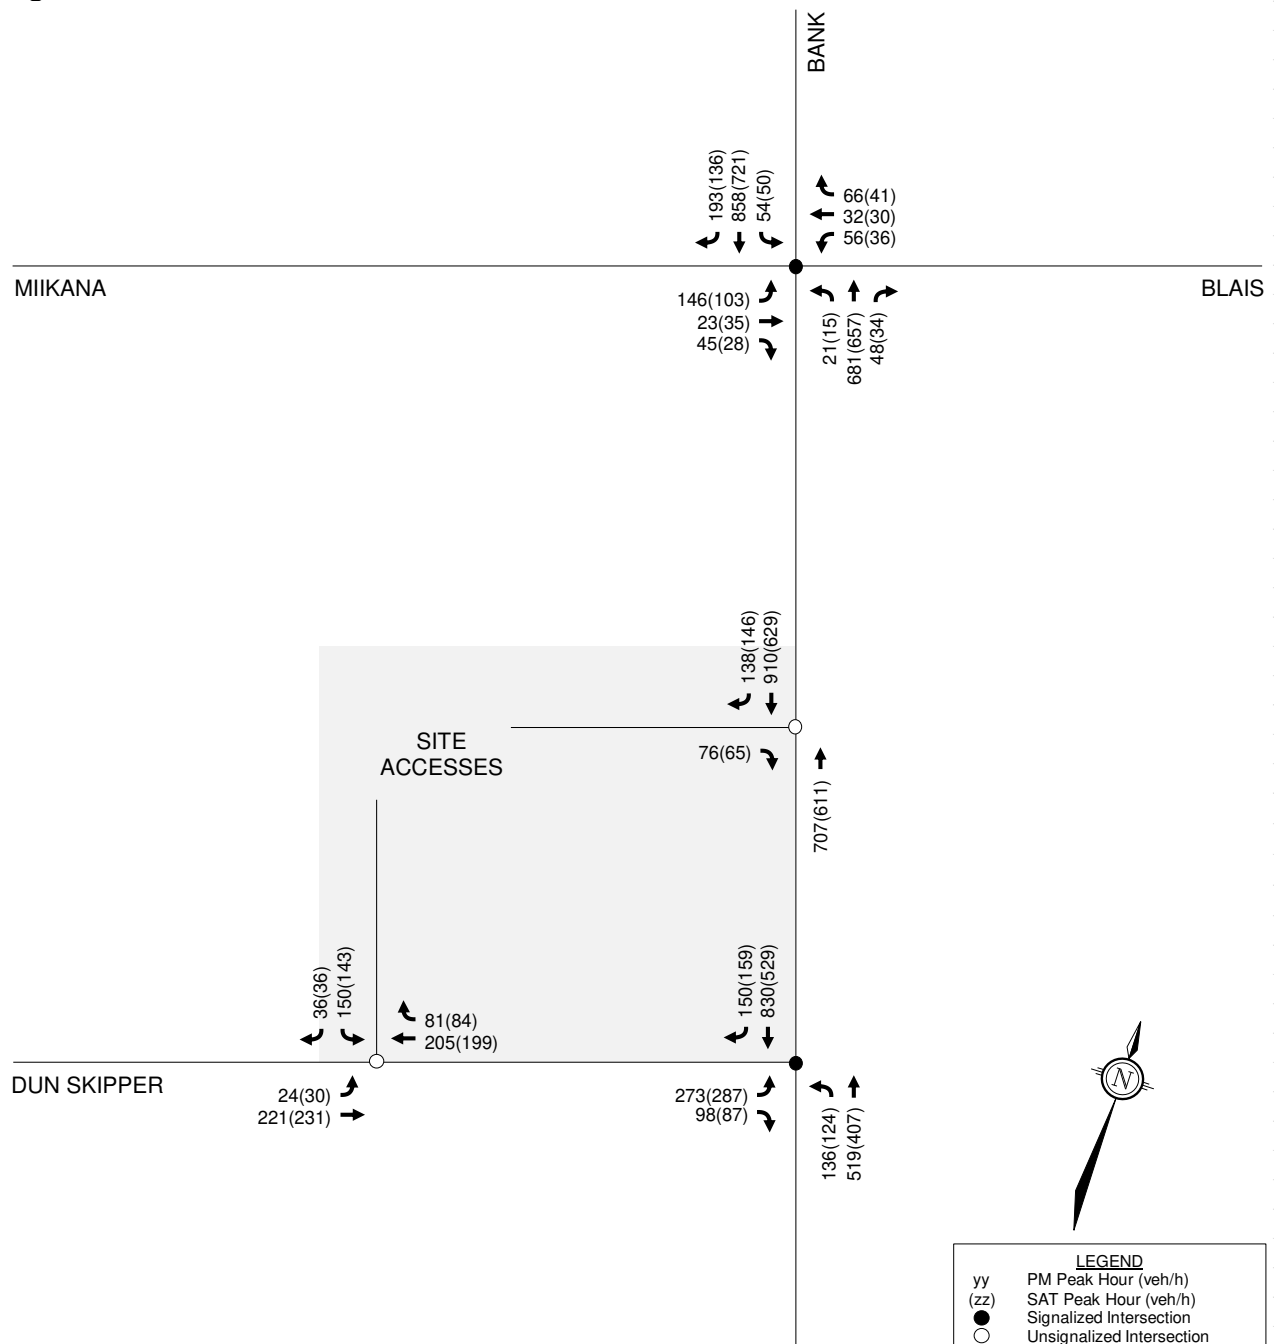 BANK
193(136)
858(721)
54(50)
66(41)
32(30)
56(36)
MIIKANA
BLAIS
146(103)
23(35)
45(28)
21(15)
681(657)
48(34)
138(146)
910(629)
SITE
ACCESSES
76(65)
707(611)
36(36)
150(143)
81(84)
205(199)
150(159)
830(529)
DUN SKIPPER
24(30)
221(231)
273(287)
98(87)
136(124)
519(407)
N
LEGEND
yy PM Peak Hour (veh/h)
(zz) SAT Peak Hour (veh/h)
Signalized Intersection
Unsignalized Intersection